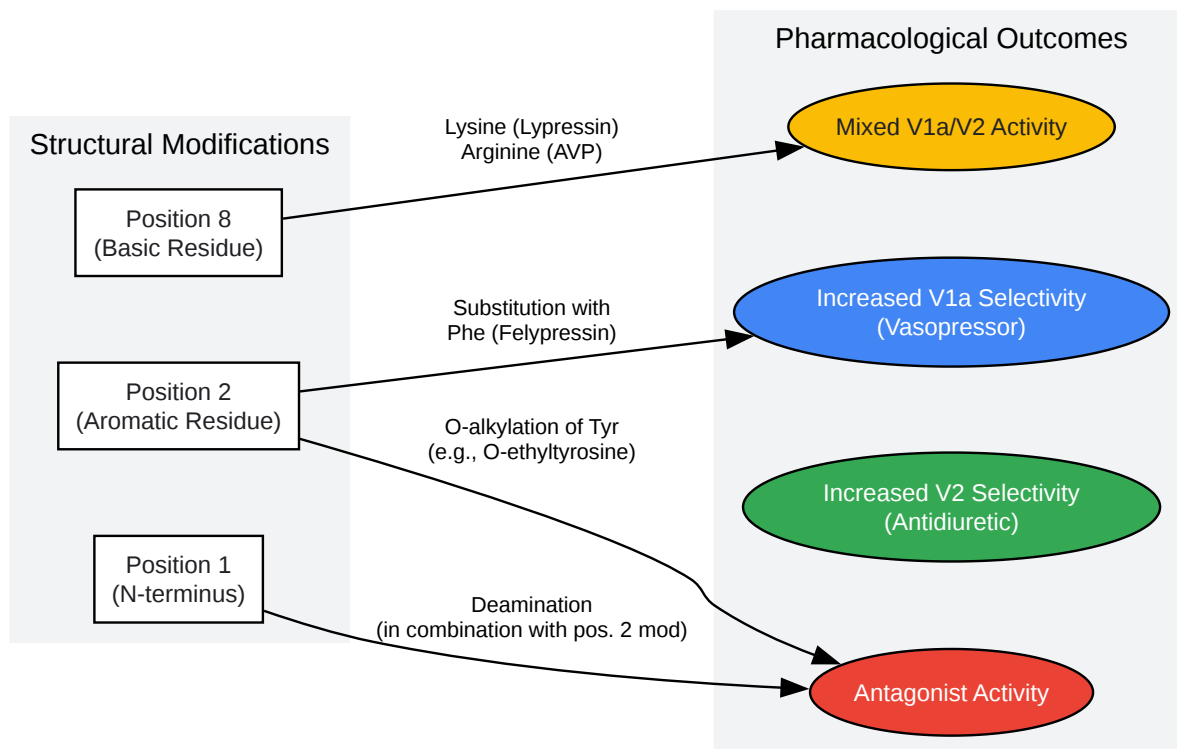 Pharmacological Outcomes
Structural Modifications
Lysine (Lypressin)
Arginine (AVP)
Mixed V1a/V2 Activity
Position 8
(Basic Residue)
Substitution with
Phe (Felypressin)
Increased V1a Selectivity
(Vasopressor)
Position 2
(Aromatic Residue)
O-alkylation of Tyr
(e.g., O-ethyltyrosine)
Increased V2 Selectivity
(Antidiuretic)
Position 1
(N-terminus)
Deamination
(in combination with pos. 2 mod)
Antagonist Activity